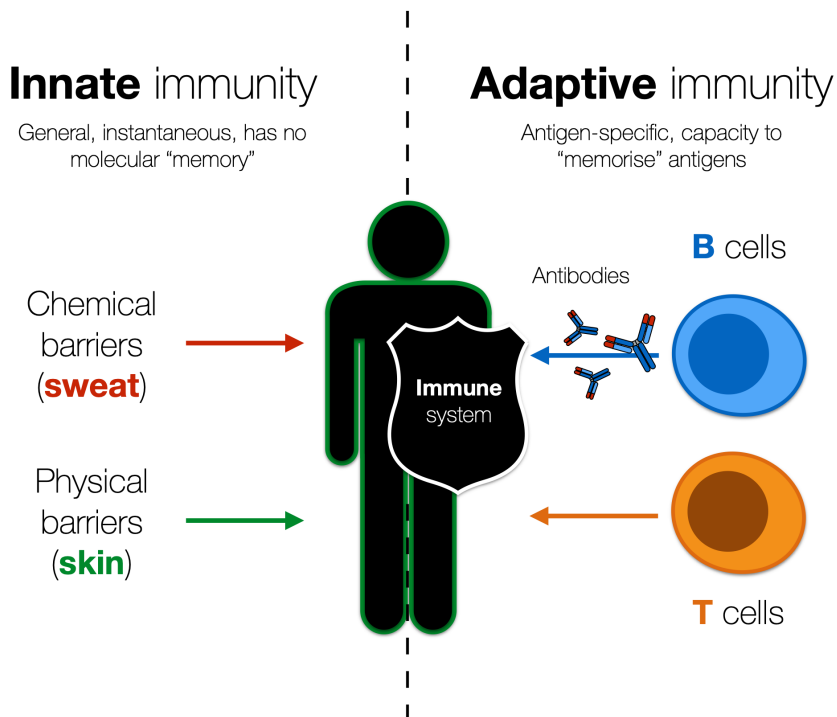 Innate immunity
General, instantaneous, has no
molecular “memory”
Adaptive immunity
Antigen-specific, capacity to
“memorise” antigens
Chemical
barriers
(sweat)
Physical
barriers
(skin)
Immune
system
Antibodies
B cells
T cells